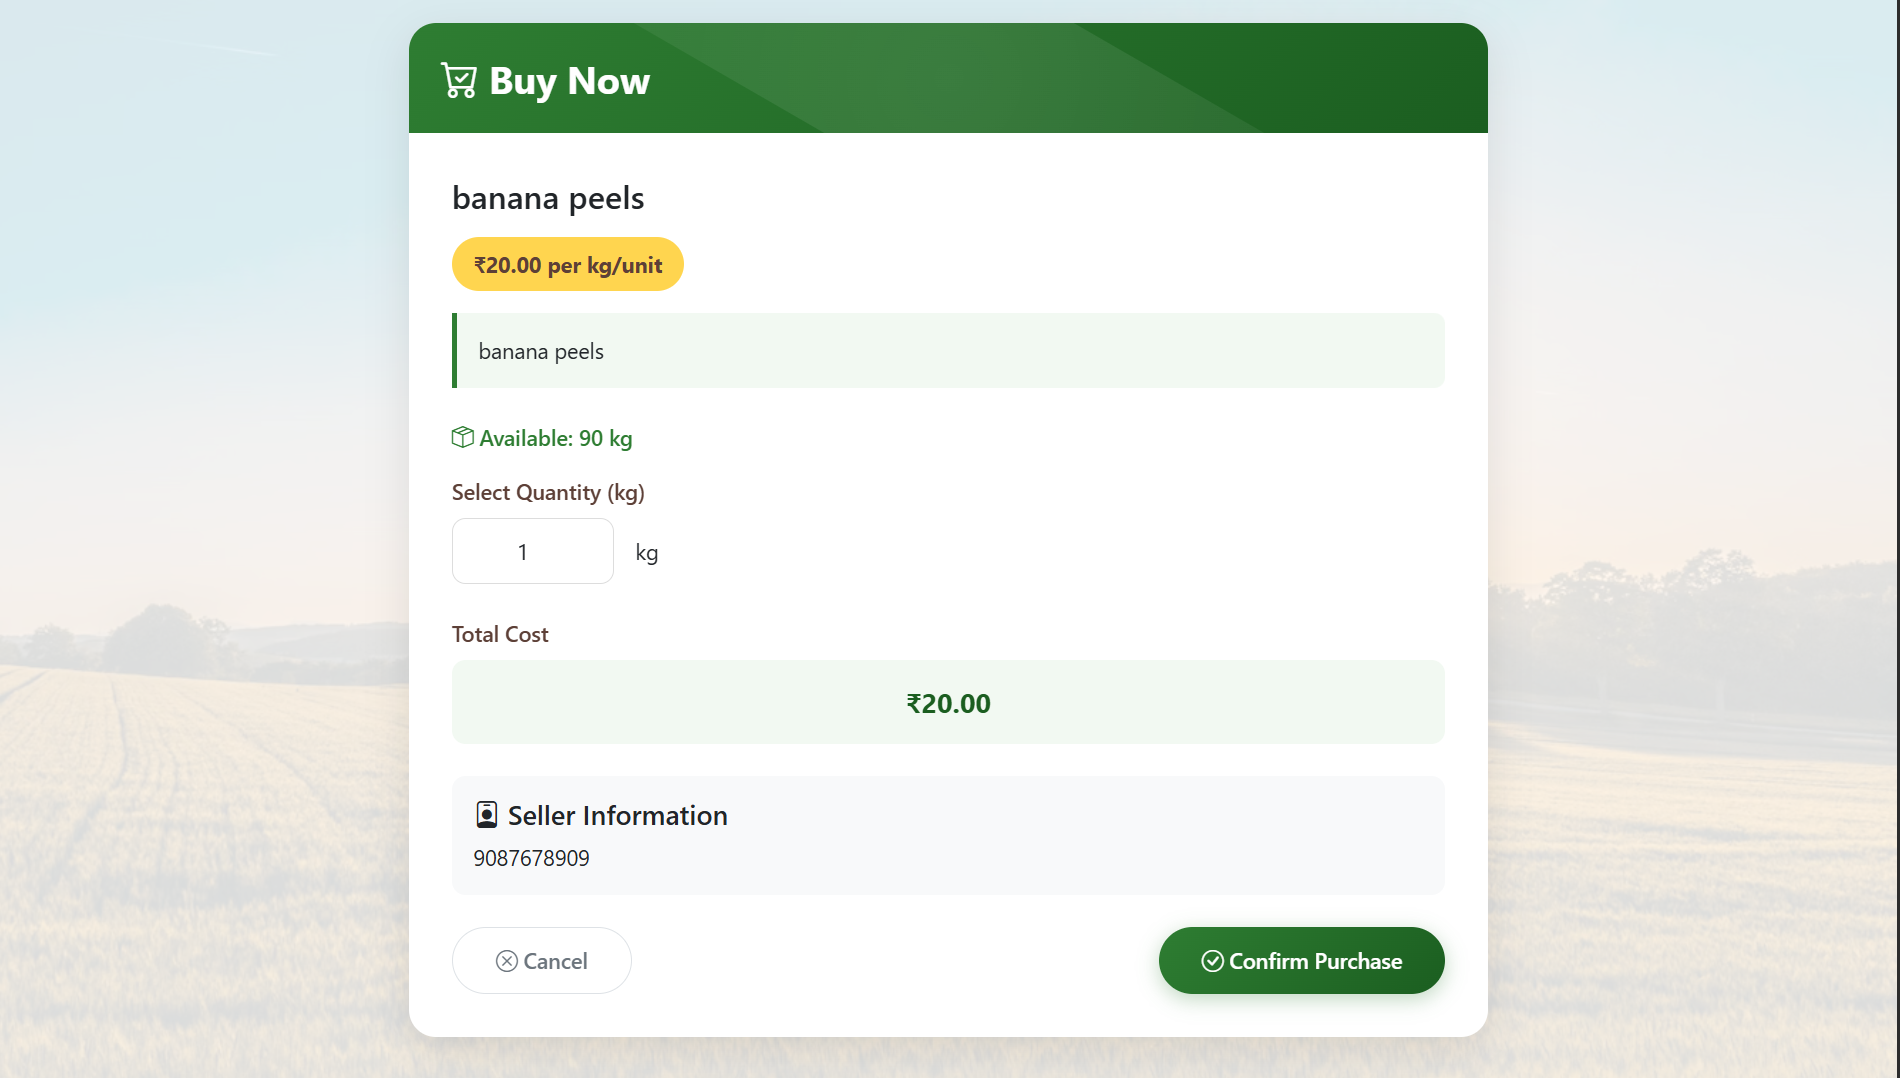 Buy Now
banana peels
₹20.00 per kg/unit
banana peels
Available: 90 kg
Select Quantity (kg)
1 kg
Total Cost
₹20.00
Seller Information
9087678909
Cancel Confirm Purchase